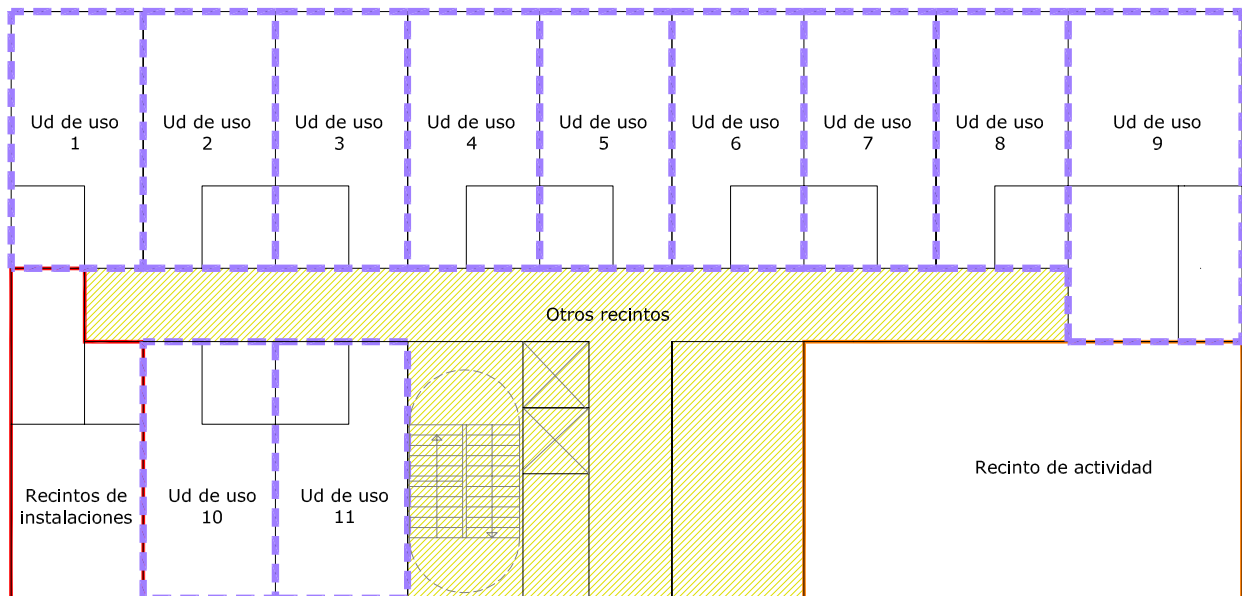 Ud de uso
1
Ud de uso
2
Ud de uso
3
Ud de uso
4
Ud de uso
5
Ud de uso
6
Ud de uso
7
Ud de uso
8
Ud de uso
9
Otros recintos
Recintos de
instalaciones
Ud de uso
10
Ud de uso
11
Recinto de actividad